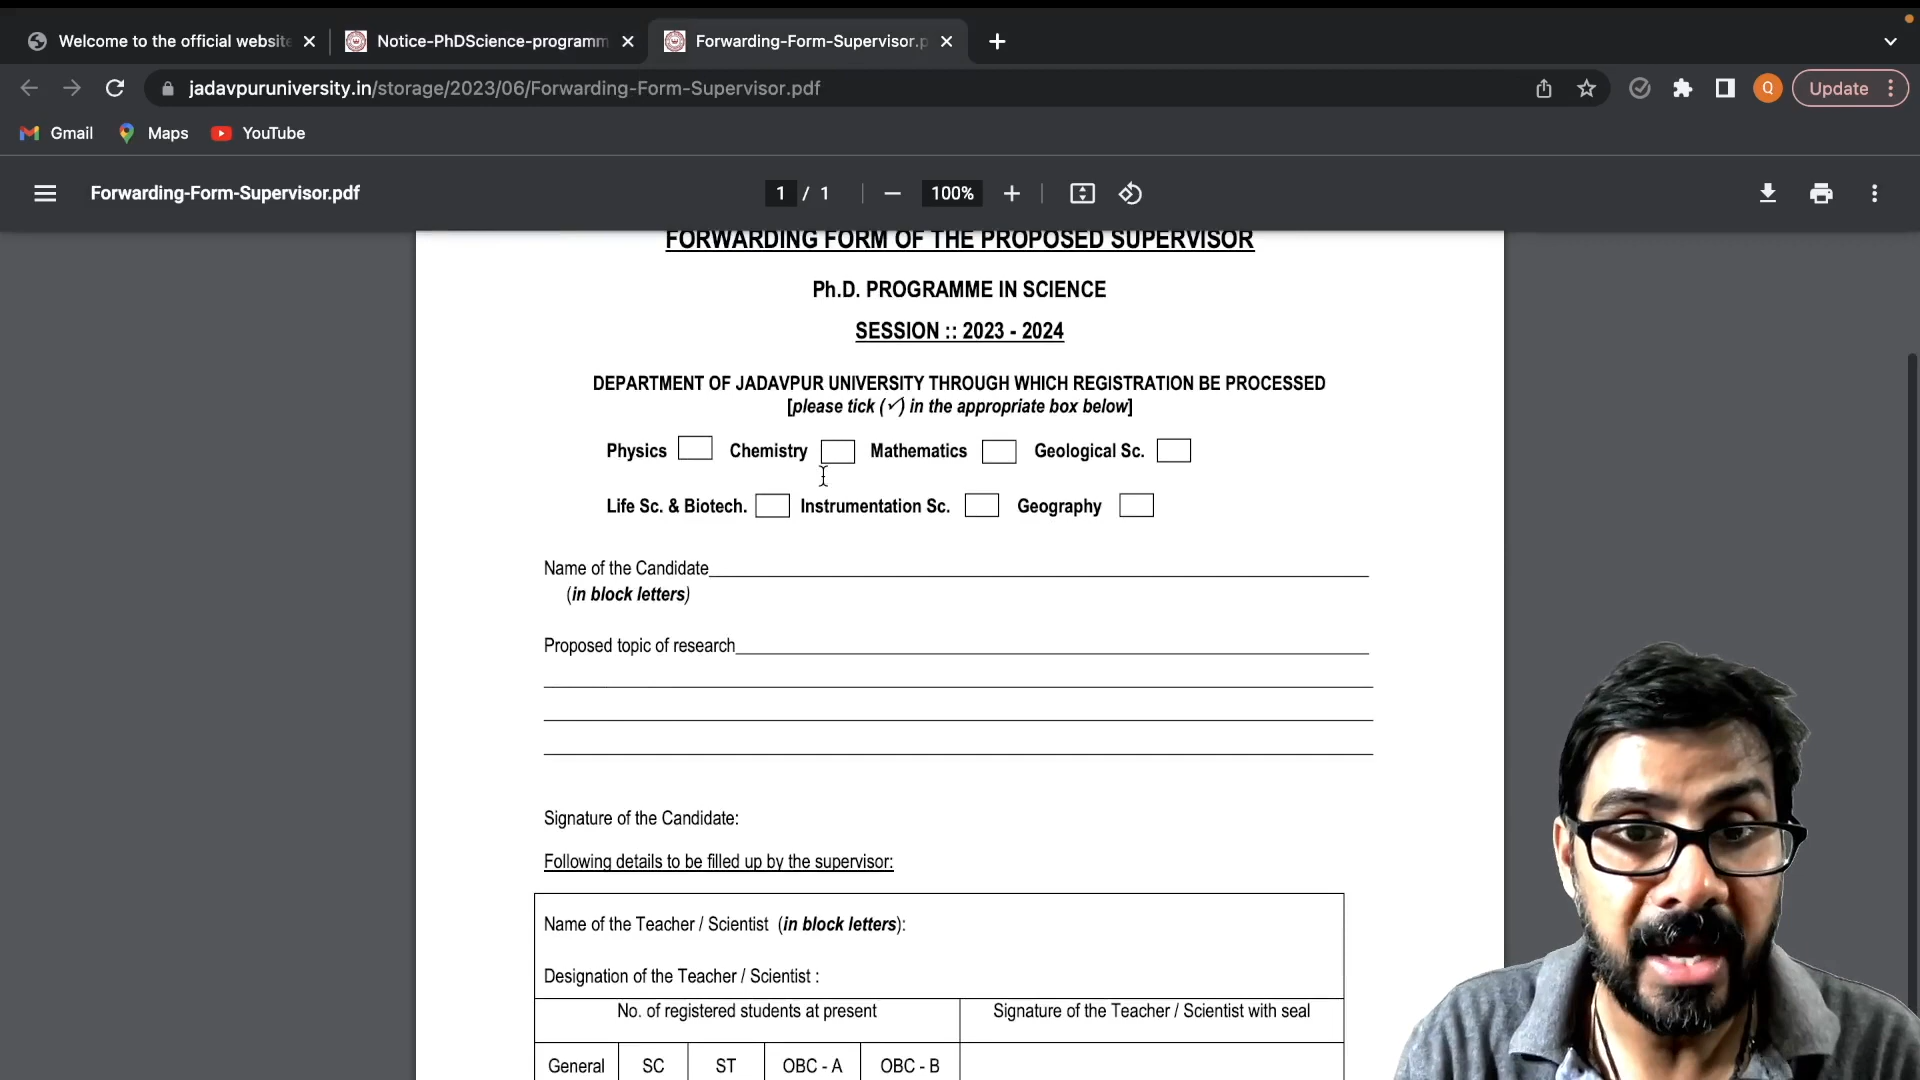 Welcome to the official website
Notice-PhDScience-programm
Forwarding-Form-Supervisor.p
jadavpuruniversity.in/storage/2023/06/Forwarding-Form-Supervisor.pdf
Q
Update
Gmail
Maps
YouTube
Forwarding-Form-Supervisor.pdf
1 / 1
100%
FORWARDING FORM OF THE PROPOSED SUPERVISOR
Ph.D. PROGRAMME IN SCIENCE
SESSION :: 2023 - 2024
DEPARTMENT OF JADAVPUR UNIVERSITY THROUGH WHICH REGISTRATION BE PROCESSED
[please tick (✓) in the appropriate box below]
Physics Chemistry Mathematics Geological Sc.
Life Sc. & Biotech. Instrumentation Sc. Geography
Name of the Candidate
(in block letters)
Proposed topic of research
Signature of the Candidate:
Following details to be filled up by the supervisor:
Name of the Teacher / Scientist (in block letters):
Designation of the Teacher / Scientist :
No. of registered students at present
Signature of the Teacher / Scientist with seal
General SC ST OBC - A OBC - B